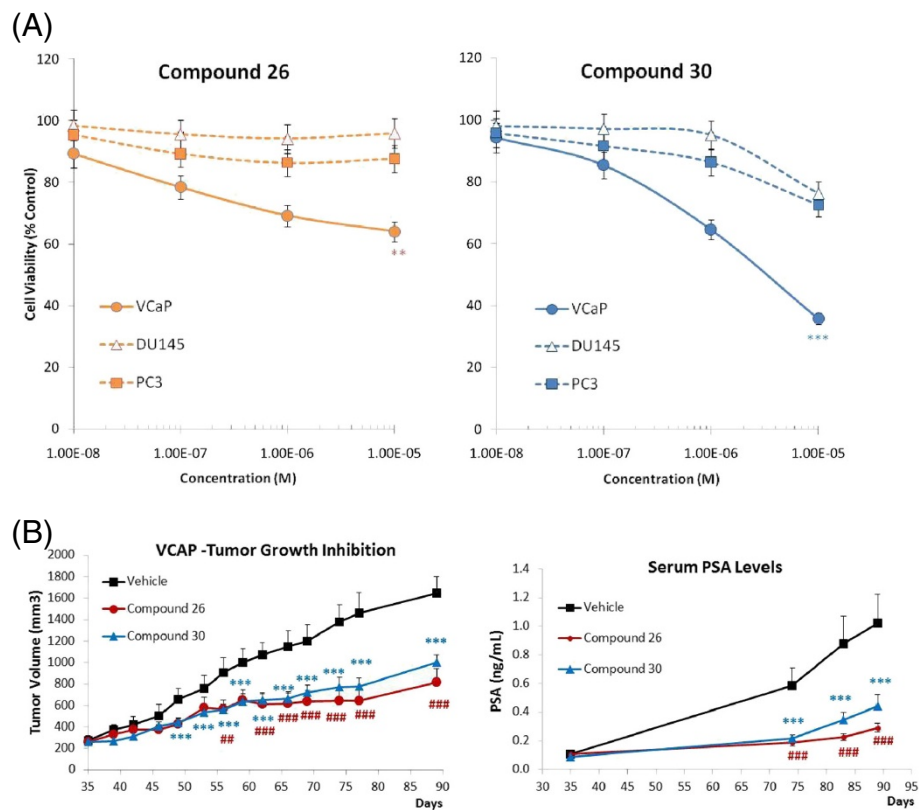 (A)
Compound 26
120
100
80
60
40
20
0
Cell Viability (% Control)
VCaP
DU145
PC3
**
1.00E-08 1.00E-07 1.00E-06 1.00E-05
Concentration (M)
Compound 30
120
100
80
60
40
20
0
VCaP
DU145
PC3
***
1.00E-08 1.00E-07 1.00E-06 1.00E-05
Concentration (M)
(B)
VCAP -Tumor Growth Inhibition
2000
1800
1600
1400
1200
1000
800
600
400
200
0
Tumor Volume (mm3)
Vehicle
Compound 26
Compound 30
*** *** *** *** *** *** *** *** *** ***
## ### ### ### ### ### ###
35 40 45 50 55 60 65 70 75 80 85 90
Days
Serum PSA Levels
1.4
1.2
1.0
0.8
0.6
0.4
0.2
0.0
PSA (ng/mL)
Vehicle
Compound 26
Compound 30
*** *** ***
### ### ###
30 35 40 45 50 55 60 65 70 75 80 85 90 95
Days